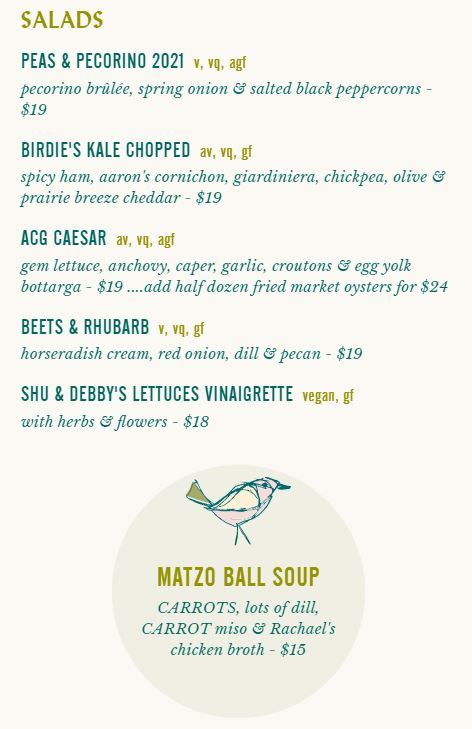 SALADS
PEAS & PECORINO 2021 v, vq, agf
pecorino brûlée, spring onion & salted black peppercorns -
$19
BIRDIE'S KALE CHOPPED av, vq, gf
spicy ham, aaron's cornichon, giardiniera, chickpea, olive &
prairie breeze cheddar - $19
ACG CAESAR av, vq, agf
gem lettuce, anchovy, caper, garlic, croutons & egg yolk
bottarga - $19 ....add half dozen fried market oysters for $24
BEETS & RHUBARB v, vq, gf
horseradish cream, red onion, dill & pecan - $19
SHU & DEBBY'S LETTUCES VINAIGRETTE vegan, gf
with herbs & flowers - $18
MATZO BALL SOUP
CARROTS, lots of dill,
CARROT miso & Rachael's
chicken broth - $15